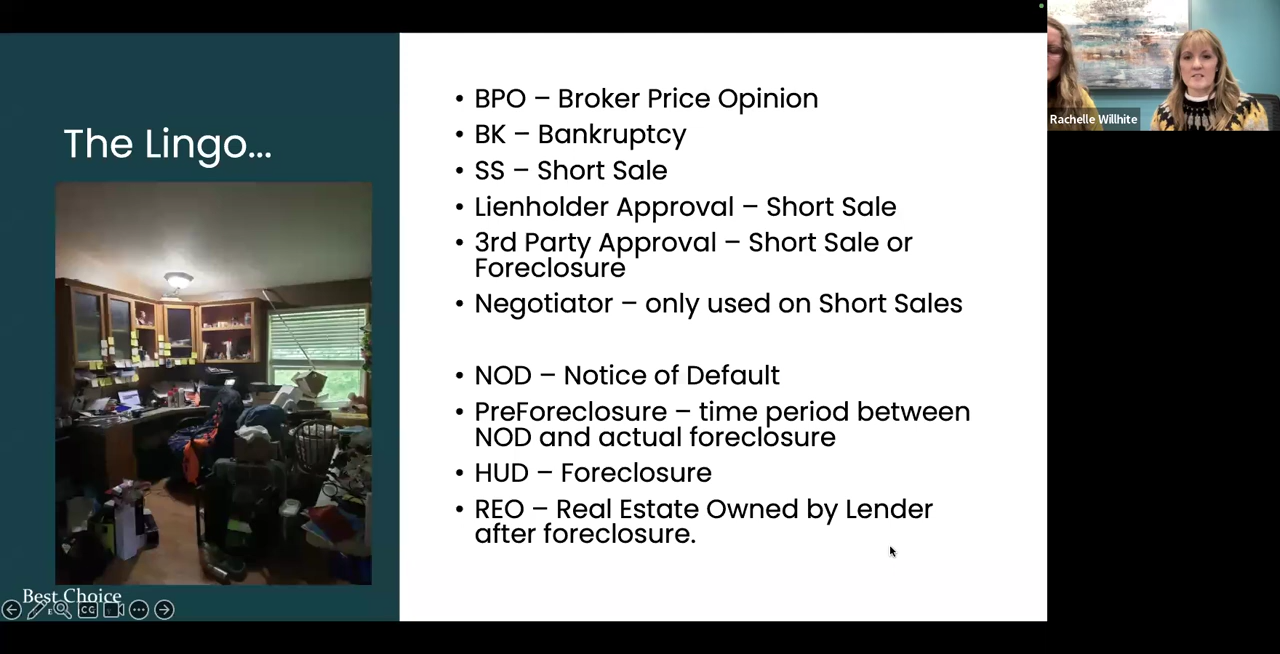 The Lingo...
• BPO – Broker Price Opinion
• BK – Bankruptcy
• SS – Short Sale
• Lienholder Approval – Short Sale
• 3rd Party Approval – Short Sale or
Foreclosure
• Negotiator – only used on Short Sales
• NOD – Notice of Default
• PreForeclosure – time period between
NOD and actual foreclosure
• HUD – Foreclosure
• REO – Real Estate Owned by Lender
after foreclosure.
Best Choice
CC
Rachelle Willhite